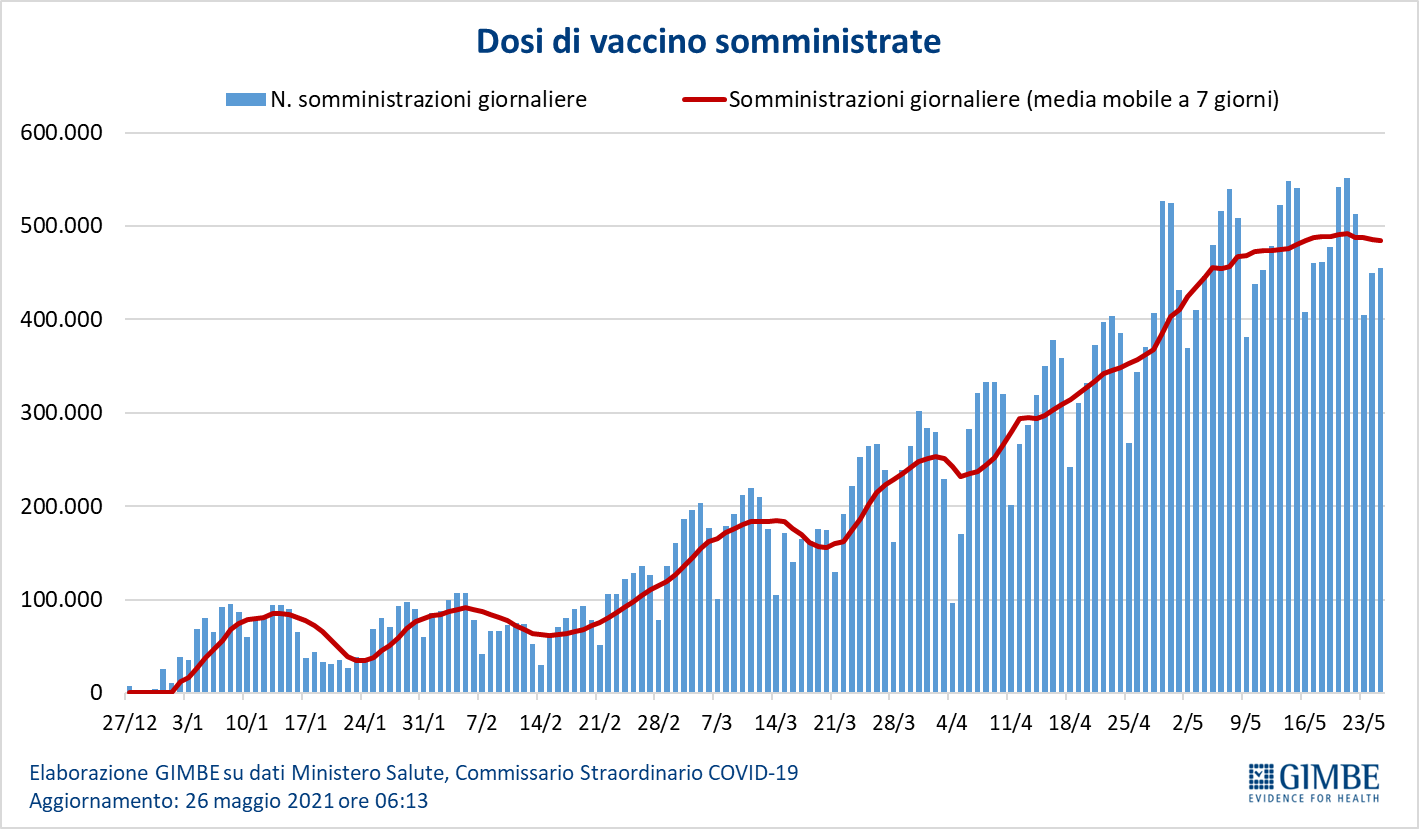 Dosi di vaccino somministrate
N. somministrazioni giornaliere
Somministrazioni giornaliere (media mobile a 7 giorni)
600.000
500.000
400.000
300.000
200.000
100.000
0
27/12 3/1 10/1 17/1 24/1 31/1 7/2 14/2 21/2 28/2 7/3 14/3 21/3 28/3 4/4 11/4 18/4 25/4 2/5 9/5 16/5 23/5
Elaborazione GIMBE su dati Ministero Salute, Commissario Straordinario COVID-19
Aggiornamento: 26 maggio 2021 ore 06:13
GIMBE
EVIDENCE FOR HEALTH